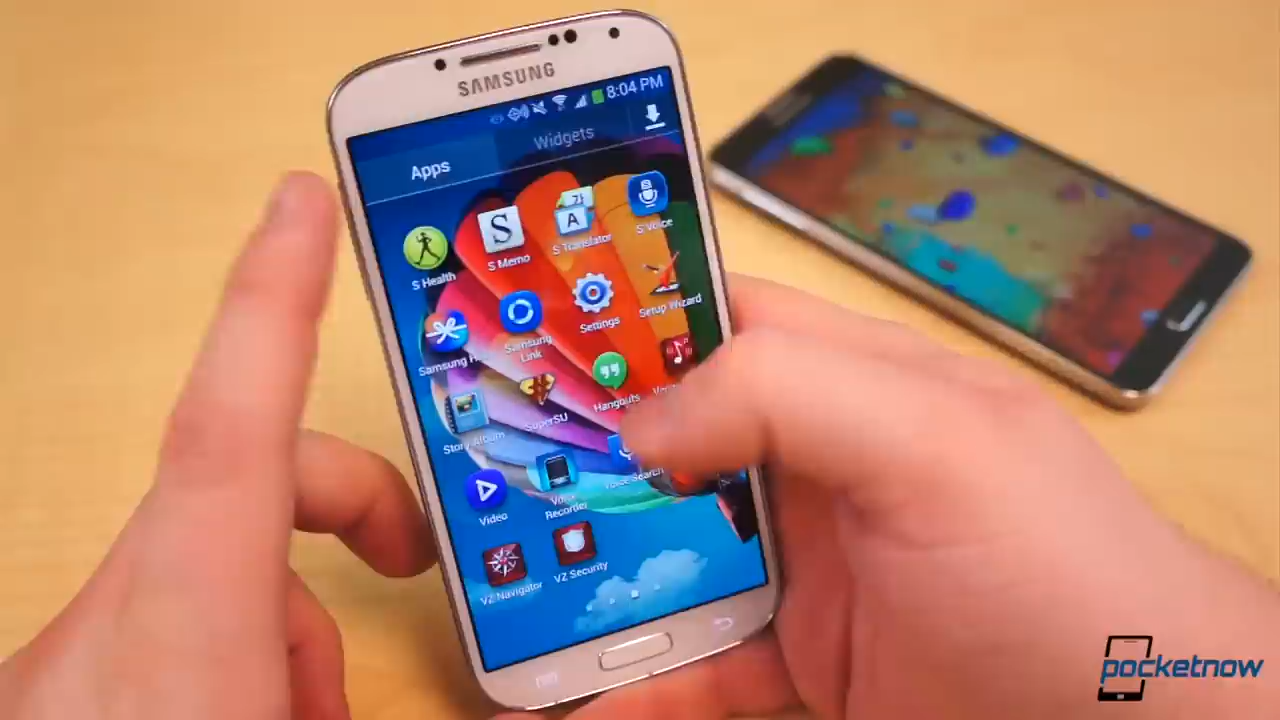 SAMSUNG
8:04 PM
Apps
Widgets
S Health
S Memo
S Translator
S Voice
Samsung
Samsung Link
Settings
Setup Wizard
Story Album
SuperSU
Hangouts
Video
Voice Recorder
Voice Search
VZ Navigator
VZ Security
pocketnow